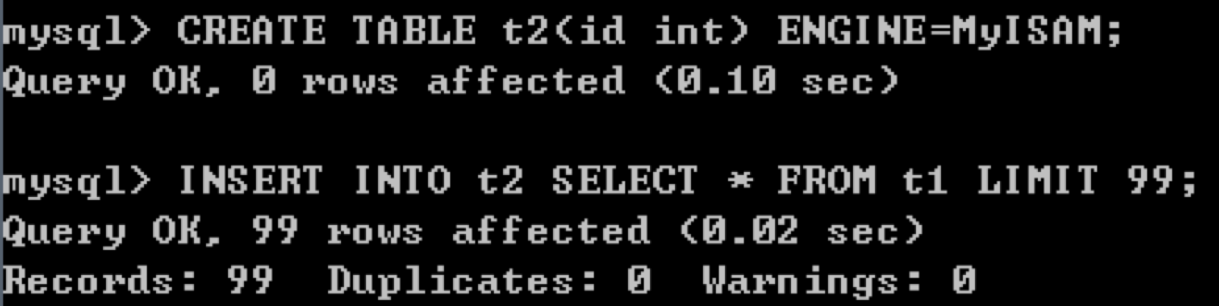 mysql> CREATE TABLE t2(id int) ENGINE=MyISAM;
Query OK, 0 rows affected (0.10 sec)
mysql> INSERT INTO t2 SELECT * FROM t1 LIMIT 99;
Query OK, 99 rows affected (0.02 sec)
Records: 99  Duplicates: 0  Warnings: 0